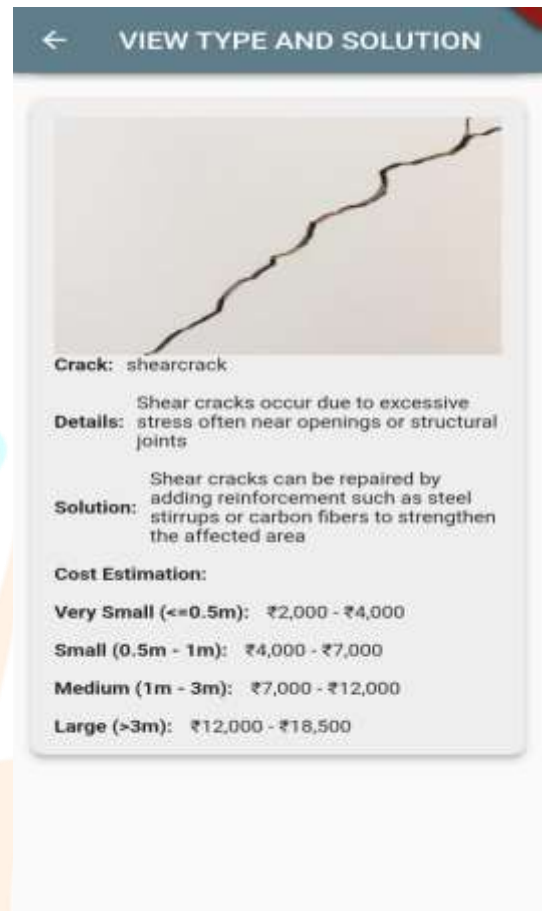 VIEW TYPE AND SOLUTION
Crack: shearcrack
Shear cracks occur due to excessive
Details: stress often near openings or structural
joints
Shear cracks can be repaired by
adding reinforcement such as steel
Solution: stirrups or carbon fibers to strengthen
the affected area
Cost Estimation:
Very Small (<=0.5m): ₹2,000 - ₹4,000
Small (0.5m - 1m): ₹4,000 - ₹7,000
Medium (1m - 3m): ₹7,000 - ₹12,000
Large (>3m): ₹12,000 - ₹18,500